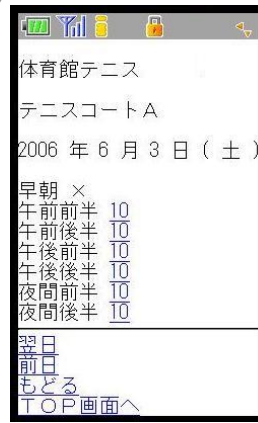 体育館テニス
テニスコートA
2006 年 6 月 3 日 ( 土 )
早朝 ×
午前前半 10
午前後半 10
午後前半 10
午後後半 10
夜間前半 10
夜間後半 10
翌日
前日
もどる
TOP画面へ